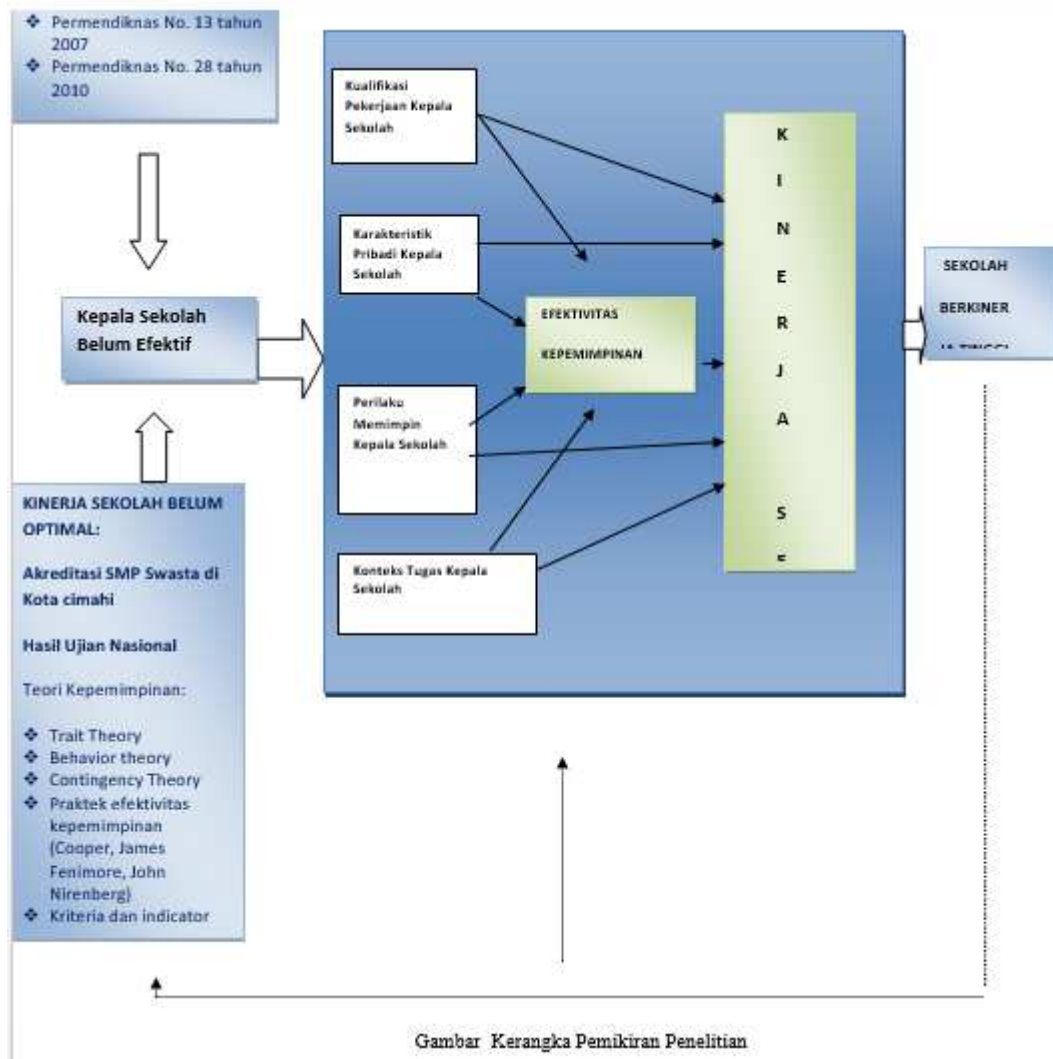 ❖ Permendiknas No. 13 tahun
2007
❖ Permendiknas No. 28 tahun
2010
Kepala Sekolah
Belum Efektif
KINERJA SEKOLAH BELUM
OPTIMAL:
Akreditasi SMP Swasta di
Kota cimahi
Hasil Ujian Nasional
Teori Kepemimpinan:
❖ Trait Theory
❖ Behavior theory
❖ Contingency Theory
❖ Praktek efektivitas
kepemimpinan
(Cooper, James
Fenimore, John
Nirenberg)
❖ Kriteria dan indicator
Kualifikasi
Pekerjaan Kepala
Sekolah
Karakteristik
Pribadi Kepala
Sekolah
Perilaku
Memimpin
Kepala Sekolah
Konteks Tugas Kepala
Sekolah
EFEKTIVITAS
KEPEMIMPINAN
K
I
N
E
R
J
A
S
E
SEKOLAH
BERKINER
JA TINGGI
Gambar Kerangka Pemikiran Penelitian